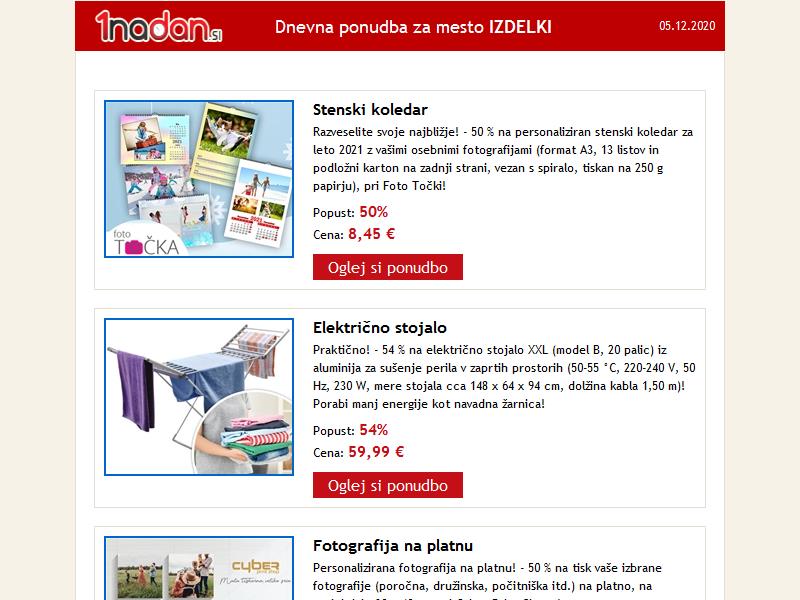 1nadan.si
Dnevna ponudba za mesto IZDELKI
05.12.2020
Stenski koledar
Razveselite svoje najbližje! - 50 % na personaliziran stenski koledar za
leto 2021 z vašimi osebnimi fotografijami (format A3, 13 listov in
podložni karton na zadnji strani, vezan s spiralo, tiskan na 250 g
papirju), pri Foto Točki!
Popust: 50%
Cena: 8,45 €
Oglej si ponudbo
foto
TOČKA
Električno stojalo
Praktično! - 54 % na električno stojalo XXL (model B, 20 palic) iz
aluminija za sušenje perila v zaprtih prostorih (50-55 °C, 220-240 V, 50
Hz, 230 W, mere stojala cca 148 x 64 x 94 cm, dolžina kabla 1,50 m)!
Porabi manj energije kot navadna žarnica!
Popust: 54%
Cena: 59,99 €
Oglej si ponudbo
cyber
Fotografija na platnu
Personalizirana fotografija na platnu! - 50 % na tisk vaše izbrane
fotografije (poročna, družinska, počitniška itd.) na platno, na